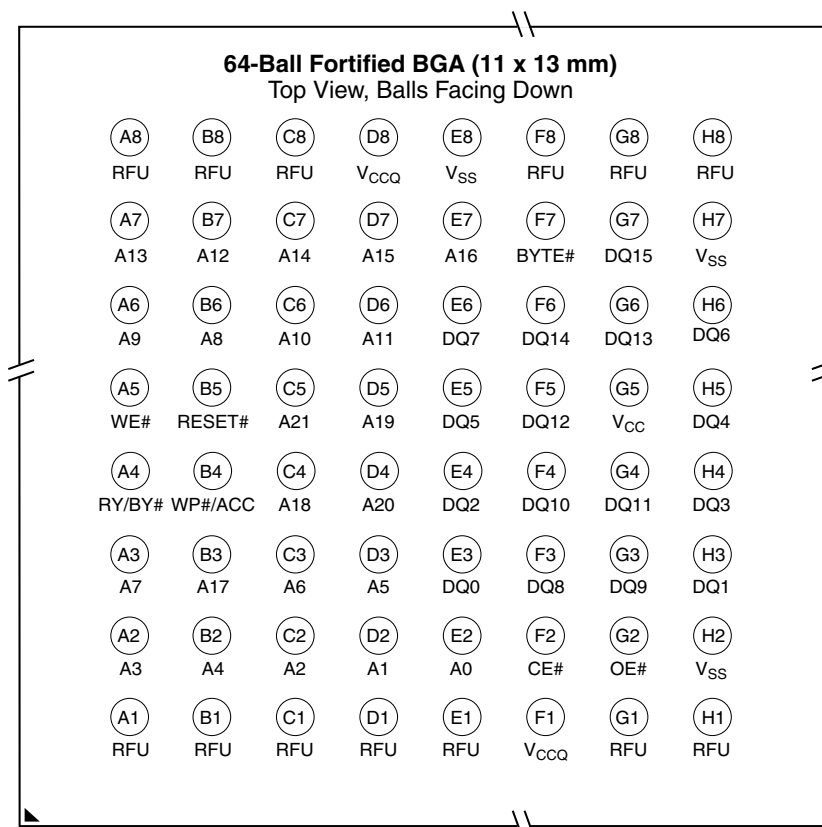 64-Ball Fortified BGA (11 x 13 mm)
Top View, Balls Facing Down
A8 B8 C8 D8 E8 F8 G8 H8
RFU RFU RFU VCCQ VSS RFU RFU RFU
A7 B7 C7 D7 E7 F7 G7 H7
A13 A12 A14 A15 A16 BYTE# DQ15 VSS
A6 B6 C6 D6 E6 F6 G6 H6
A9 A8 A10 A11 DQ7 DQ14 DQ13 DQ6
A5 B5 C5 D5 E5 F5 G5 H5
WE# RESET# A21 A19 DQ5 DQ12 VCC DQ4
A4 B4 C4 D4 E4 F4 G4 H4
RY/BY# WP#/ACC A18 A20 DQ2 DQ10 DQ11 DQ3
A3 B3 C3 D3 E3 F3 G3 H3
A7 A17 A6 A5 DQ0 DQ8 DQ9 DQ1
A2 B2 C2 D2 E2 F2 G2 H2
A3 A4 A2 A1 A0 CE# OE# VSS
A1 B1 C1 D1 E1 F1 G1 H1
RFU RFU RFU RFU RFU VCCQ RFU RFU